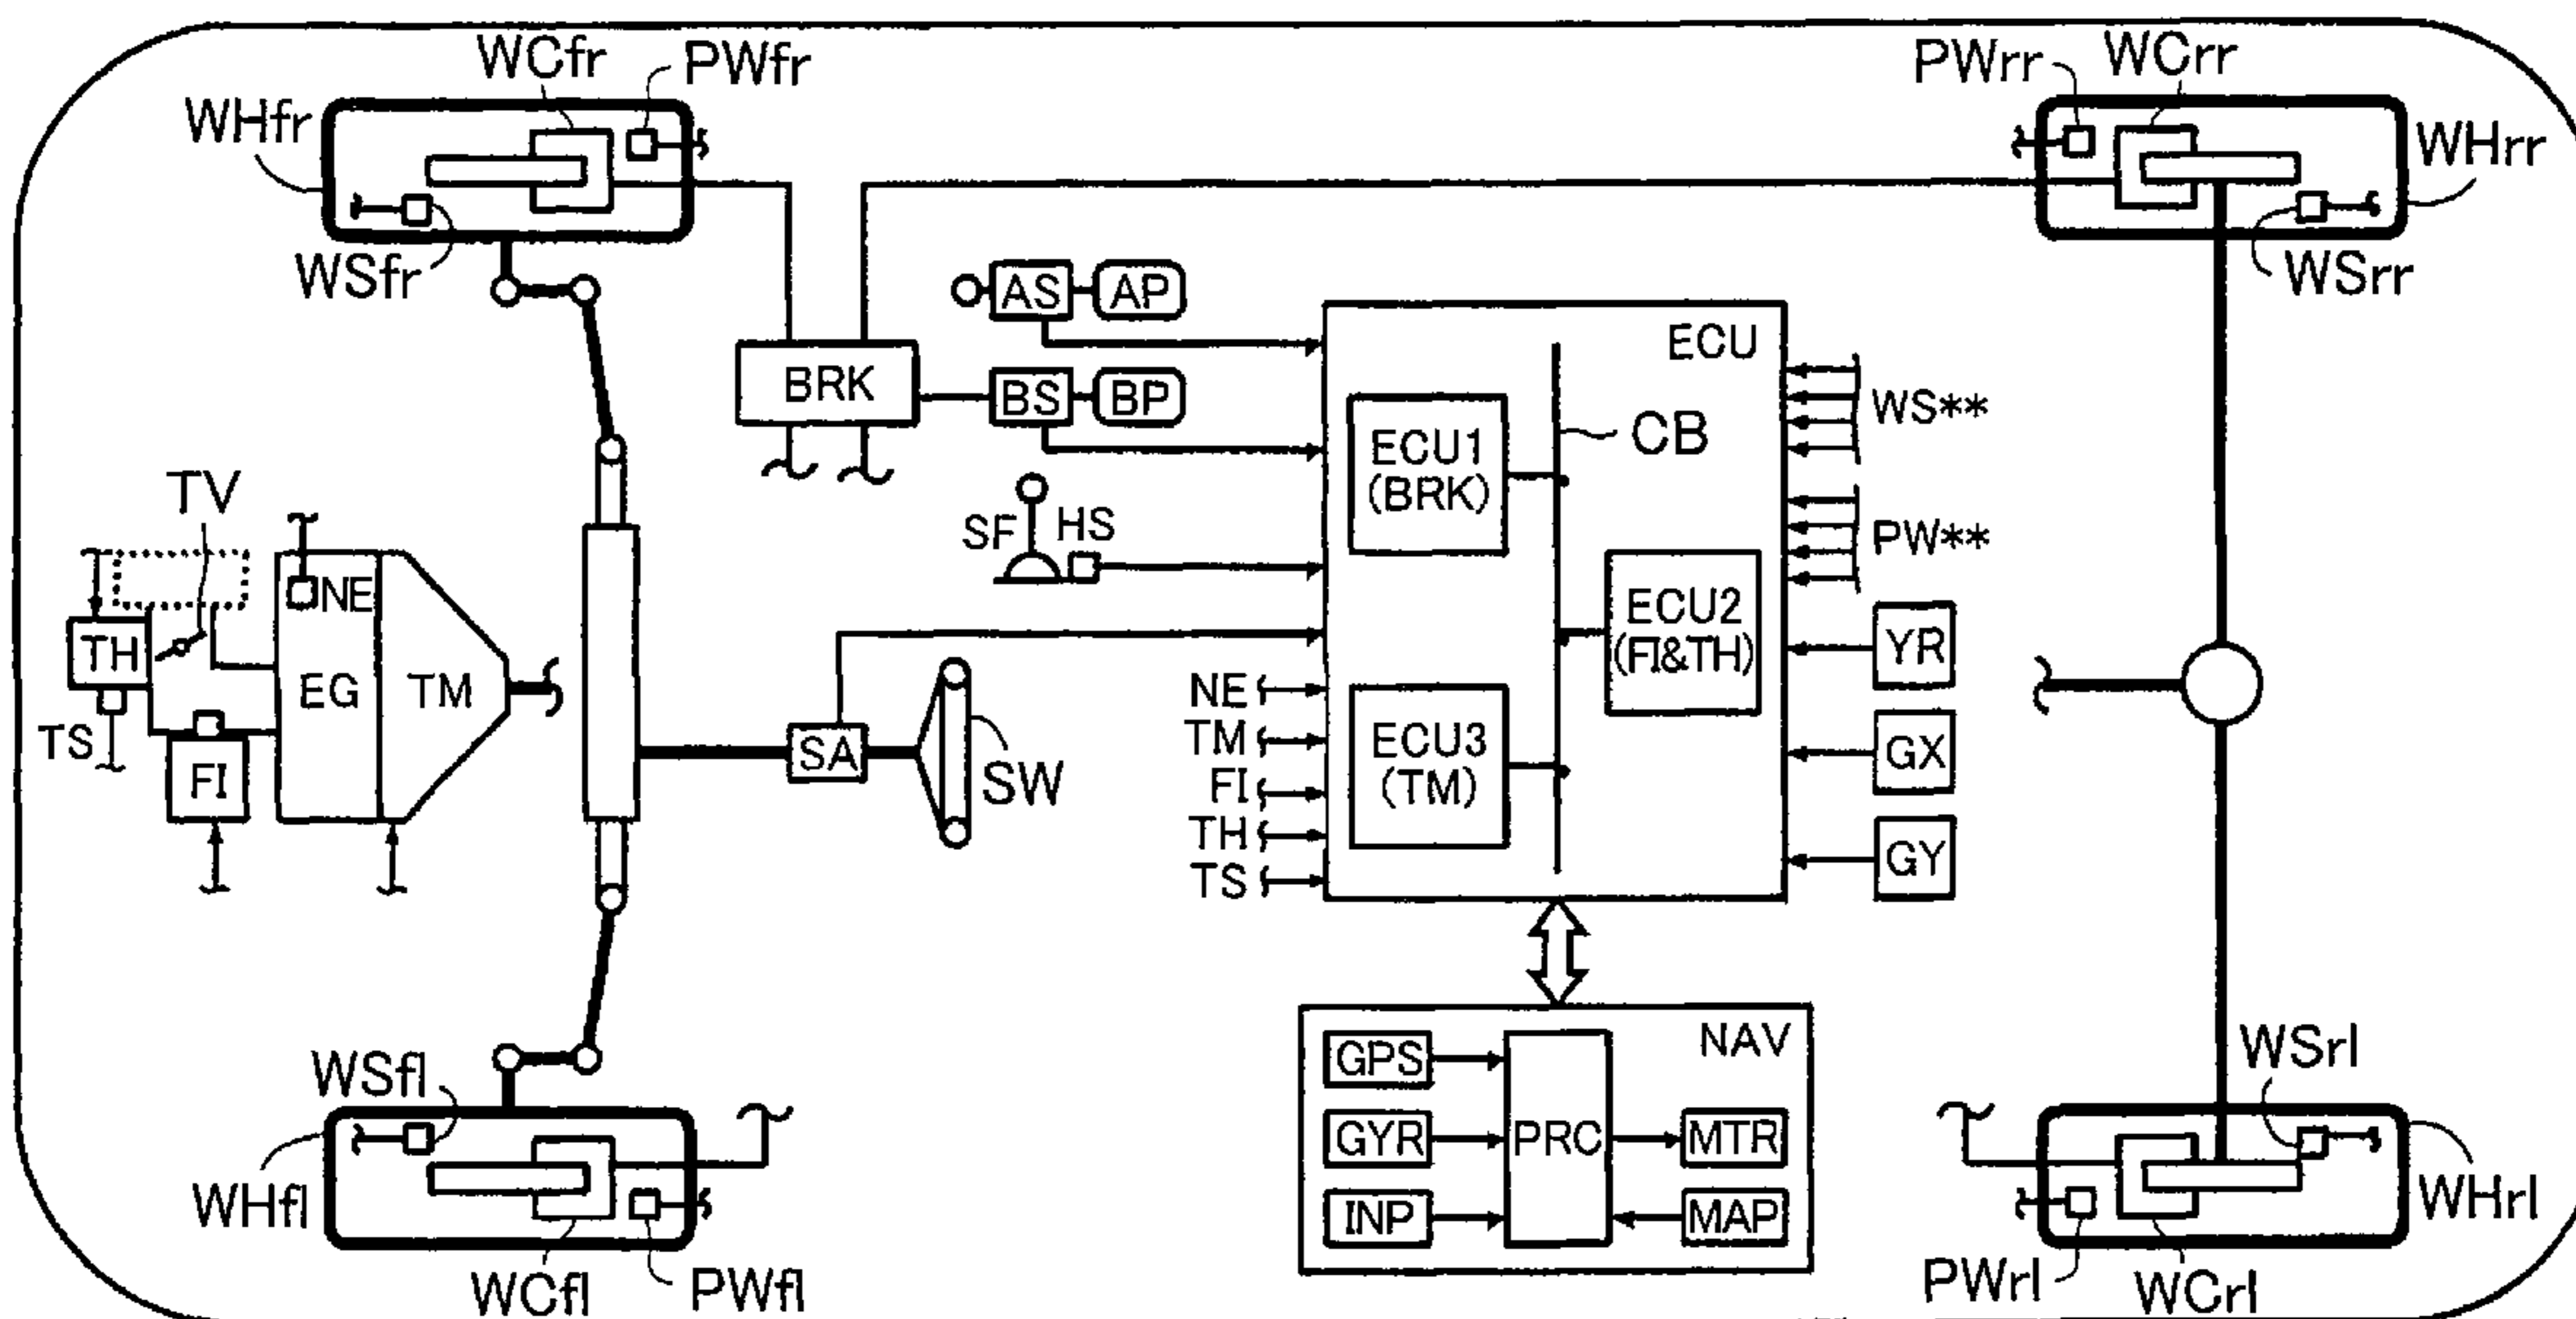 WCfr
PWfr
PWrr
WCrr
WHfr
WHrr
WSfr
WSrr
AS
AP
ECU
BRK
BS
BP
WS**
CB
ECU1
(BRK)
TV
SF
HS
PW**
NE
ECU2
(FI&TH)
TH
YR
EG
TM
NE
TS
SA
TM
ECU3
(TM)
GX
FI
SW
FI
TH
GY
TS
NAV
GPS
WSfl
WSrl
GYR
PRC
MTR
WHfl
INP
MAP
WHrl
WCfl
PWfl
PWrl
WCrl